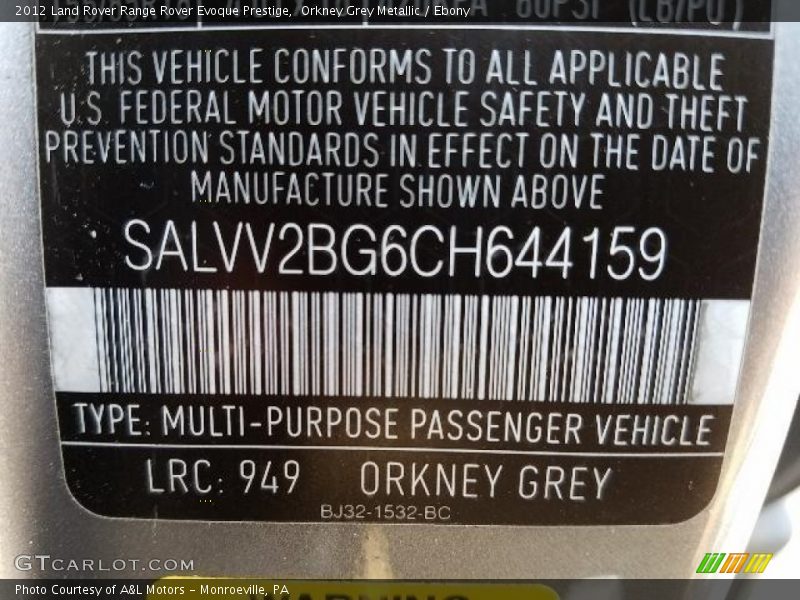 2012 Land Rover Range Rover Evoque Prestige, Orkney Grey Metallic / Ebony
THIS VEHICLE CONFORMS TO ALL APPLICABLE
U.S. FEDERAL MOTOR VEHICLE SAFETY AND THEFT
PREVENTION STANDARDS IN EFFECT ON THE DATE OF
MANUFACTURE SHOWN ABOVE
SALVV2BG6CH644159
TYPE: MULTI-PURPOSE PASSENGER VEHICLE
LRC: 949 ORKNEY GREY
BJ32-1532-BC
GTCARLOT.COM
Photo Courtesy of A&L Motors - Monroeville, PA